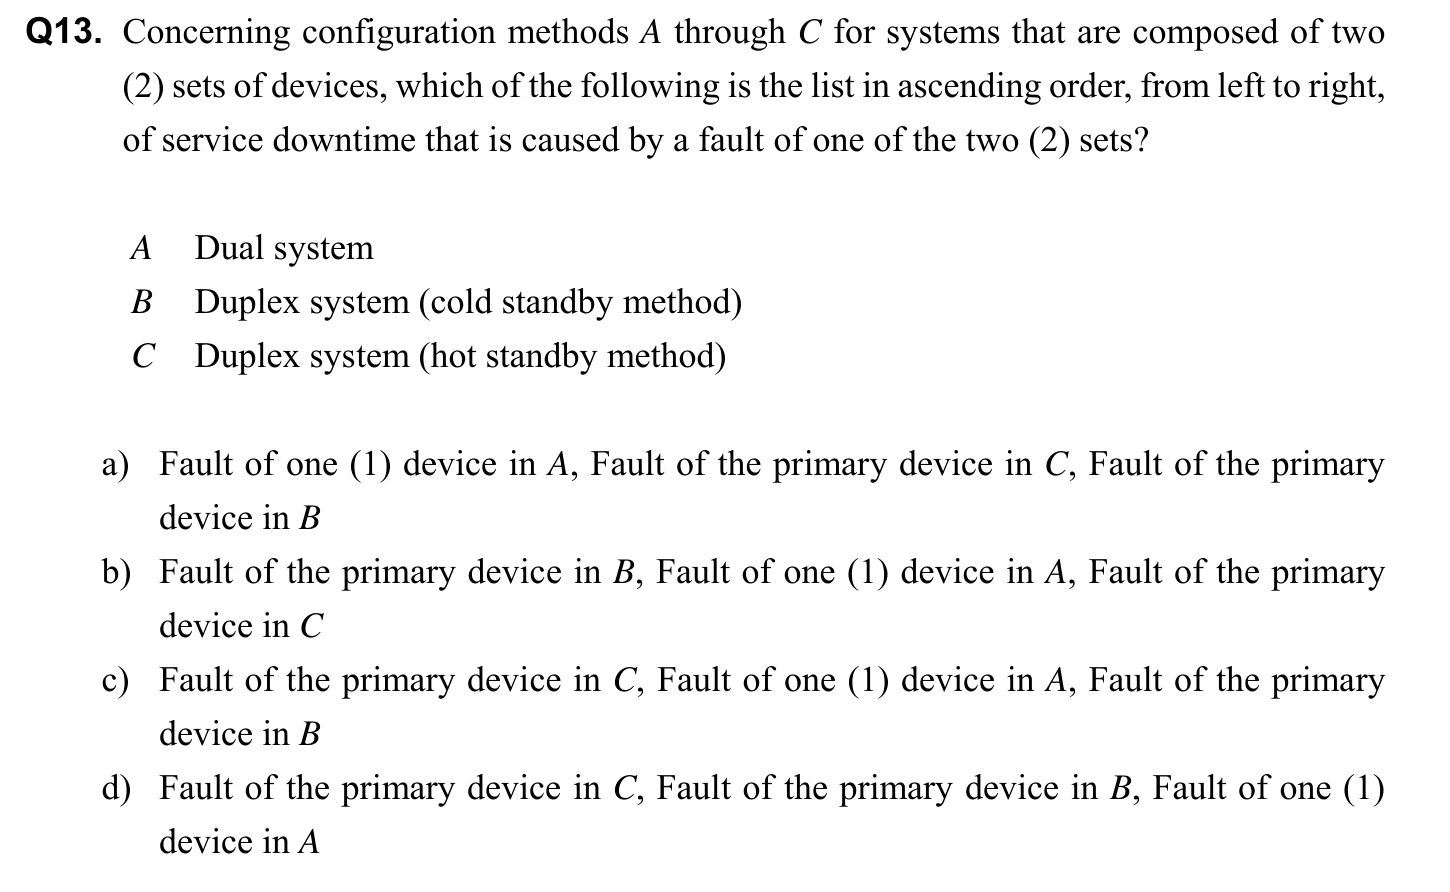 Q13. Concerning configuration methods A through C for systems that are composed of two
(2) sets of devices, which of the following is the list in ascending order, from left to right,
of service downtime that is caused by a fault of one of the two (2) sets?
A Dual system
B Duplex system (cold standby method)
C Duplex system (hot standby method)
a) Fault of one (1) device in A, Fault of the primary device in C, Fault of the primary
device in B
b) Fault of the primary device in B, Fault of one (1) device in A, Fault of the primary
device in C
c) Fault of the primary device in C, Fault of one (1) device in A, Fault of the primary
device in B
d) Fault of the primary device in C, Fault of the primary device in B, Fault of one (1)
device in A